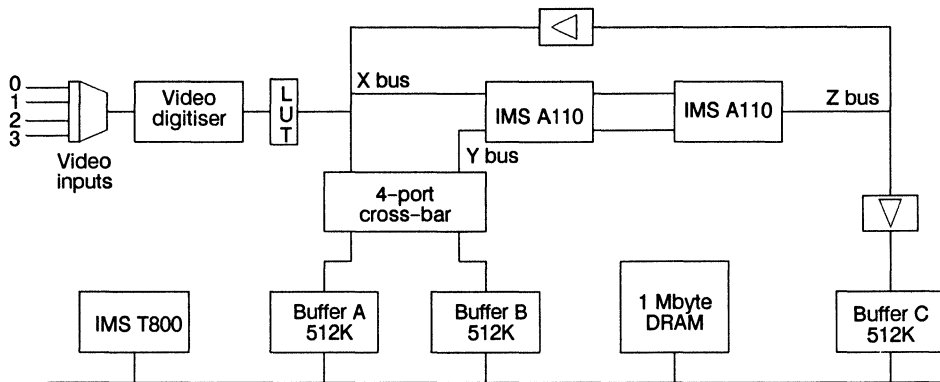 0
1
2
3
Video
inputs
Video
digitiser
L
U
T
X bus
IMS A110
IMS A110
Z bus
Y bus
4-port
cross-bar
IMS T800
Buffer A
512K
Buffer B
512K
1 Mbyte
DRAM
Buffer C
512K